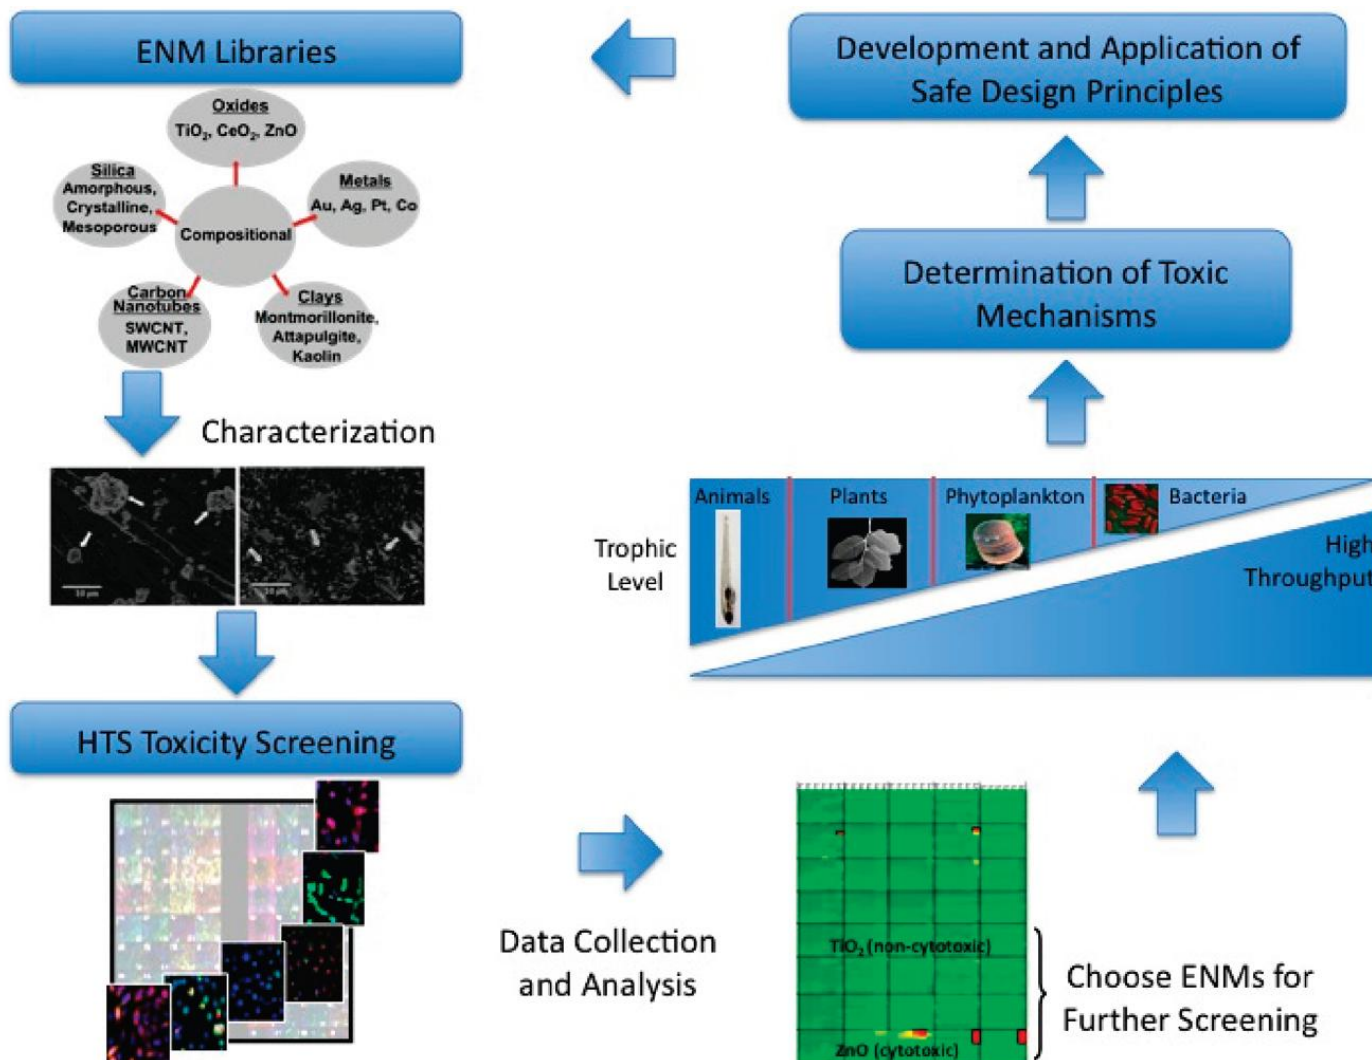 ENM Libraries
Oxides
TiO₂, CeO₂, ZnO
Silica
Amorphous,
Crystalline,
Mesoporous
Metals
Au, Ag, Pt, Co
Compositional
Carbon
Nanotubes
SWCNT,
MWCNT
Clays
Montmorillonite,
Attapulgite,
Kaolin
Characterization
10 µm
HTS Toxicity Screening
Data Collection
and Analysis
TiO₂ (non-cytotoxic)
ZnO (cytotoxic)
Choose ENMs for
Further Screening
Trophic
Level
Animals
Plants
Phytoplankton
Bacteria
High
Throughput
Determination of Toxic
Mechanisms
Development and Application of
Safe Design Principles